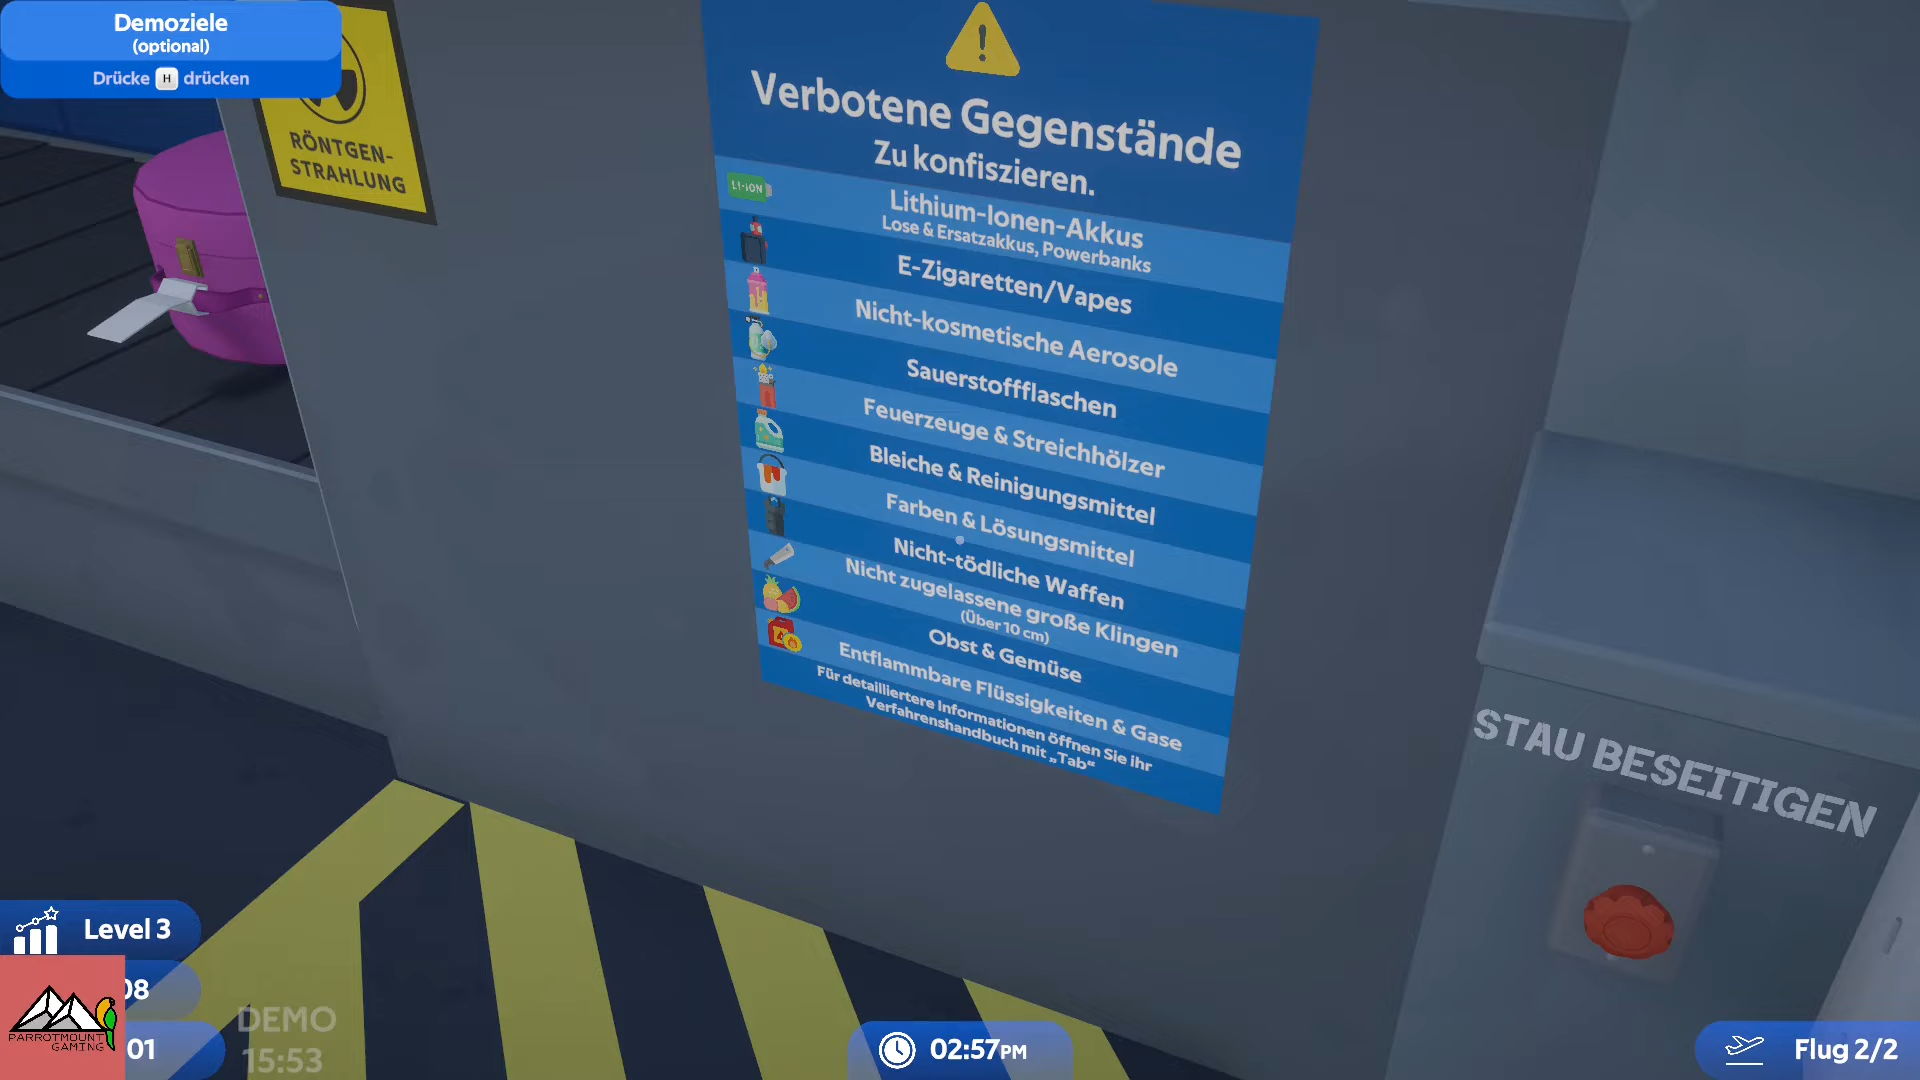 Demoziele
(optional)
Drücke H drücken
RÖNTGEN-
STRAHLUNG
Verbotene Gegenstände
Zu konfiszieren.
LI-ION
Lithium-Ionen-Akkus
Lose & Ersatzakkus, Powerbanks
E-Zigaretten/Vapes
Nicht-kosmetische Aerosole
Sauerstoffflaschen
Feuerzeuge & Streichhölzer
Bleiche & Reinigungsmittel
Farben & Lösungsmittel
Nicht-tödliche Waffen
Nicht zugelassene große Klingen
(Über 10 cm)
Obst & Gemüse
Entflammbare Flüssigkeiten & Gase
Für detaillierte Informationen öffnen Sie ihr
Verfahrenshandbuch mit „Tab“
STAU BESEITIGEN
Level 3
08
01
PARROTMOUNT
GAMING
DEMO
15:53
02:57PM
Flug 2/2